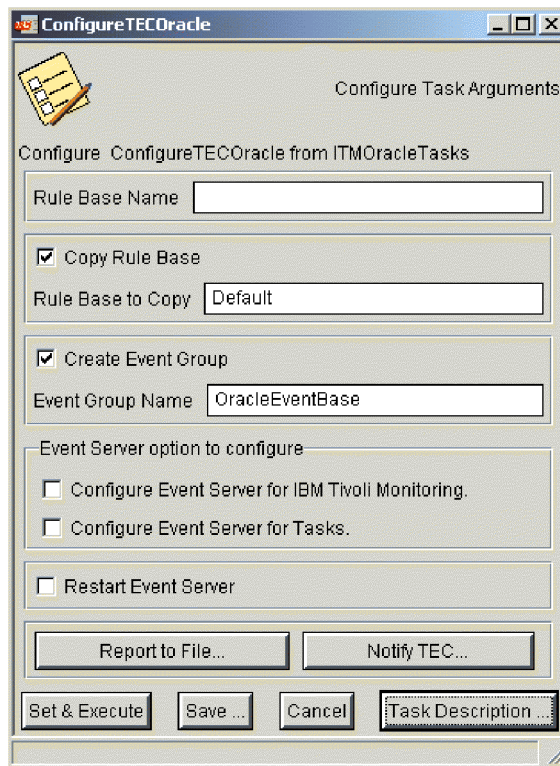 ConfigureTECOracle
Configure Task Arguments
Configure ConfigureTECOracle from ITMOracleTasks
Rule Base Name
Copy Rule Base
Rule Base to Copy Default
Create Event Group
Event Group Name OracleEventBase
Event Server option to configure
Configure Event Server for IBM Tivoli Monitoring.
Configure Event Server for Tasks.
Restart Event Server
Report to File... Notify TEC...
Set & Execute Save ... Cancel Task Description ...